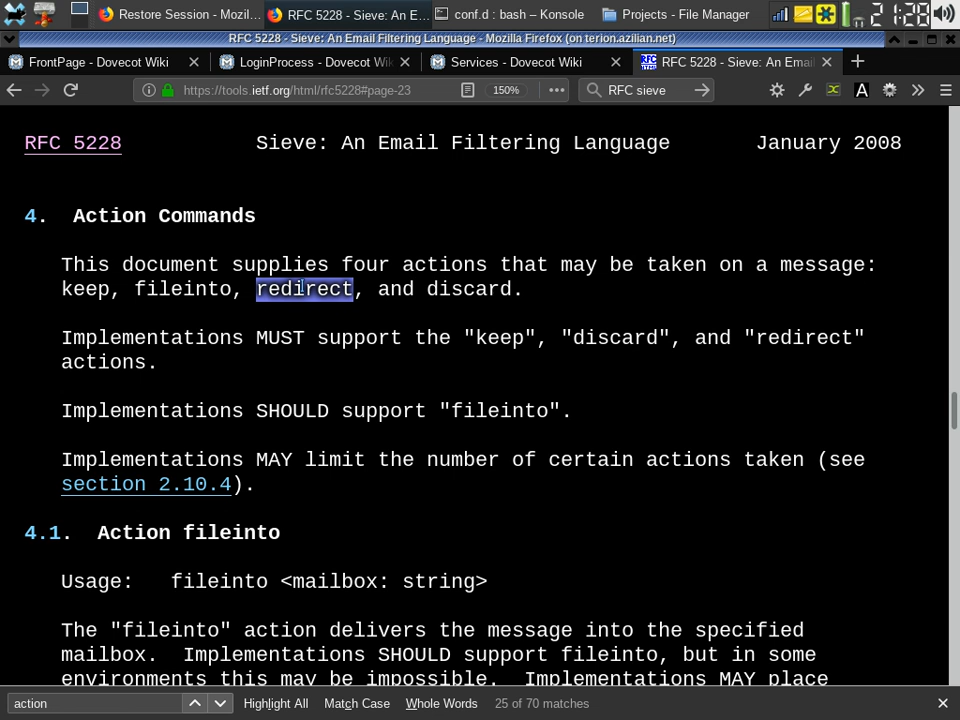 Restore Session - Mozil...
RFC 5228 - Sieve: An E...
conf.d : bash – Konsole
Projects - File Manager
21:28
RFC 5228 - Sieve: An Email Filtering Language - Mozilla Firefox (on terion.azilian.net)
FrontPage - Dovecot Wiki
LoginProcess - Dovecot Wik
Services - Dovecot Wiki
RFC 5228 - Sieve: An Emai
https://tools.ietf.org/html/rfc5228#page-23
150%
RFC sieve
RFC 5228 Sieve: An Email Filtering Language January 2008
4. Action Commands
This document supplies four actions that may be taken on a message:
keep, fileinto, redirect, and discard.
Implementations MUST support the "keep", "discard", and "redirect"
actions.
Implementations SHOULD support "fileinto".
Implementations MAY limit the number of certain actions taken (see
section 2.10.4).
4.1. Action fileinto
Usage: fileinto <mailbox: string>
The "fileinto" action delivers the message into the specified
mailbox. Implementations SHOULD support fileinto, but in some
environments this may be impossible. Implementations MAY place
action
Highlight All
Match Case
Whole Words
25 of 70 matches